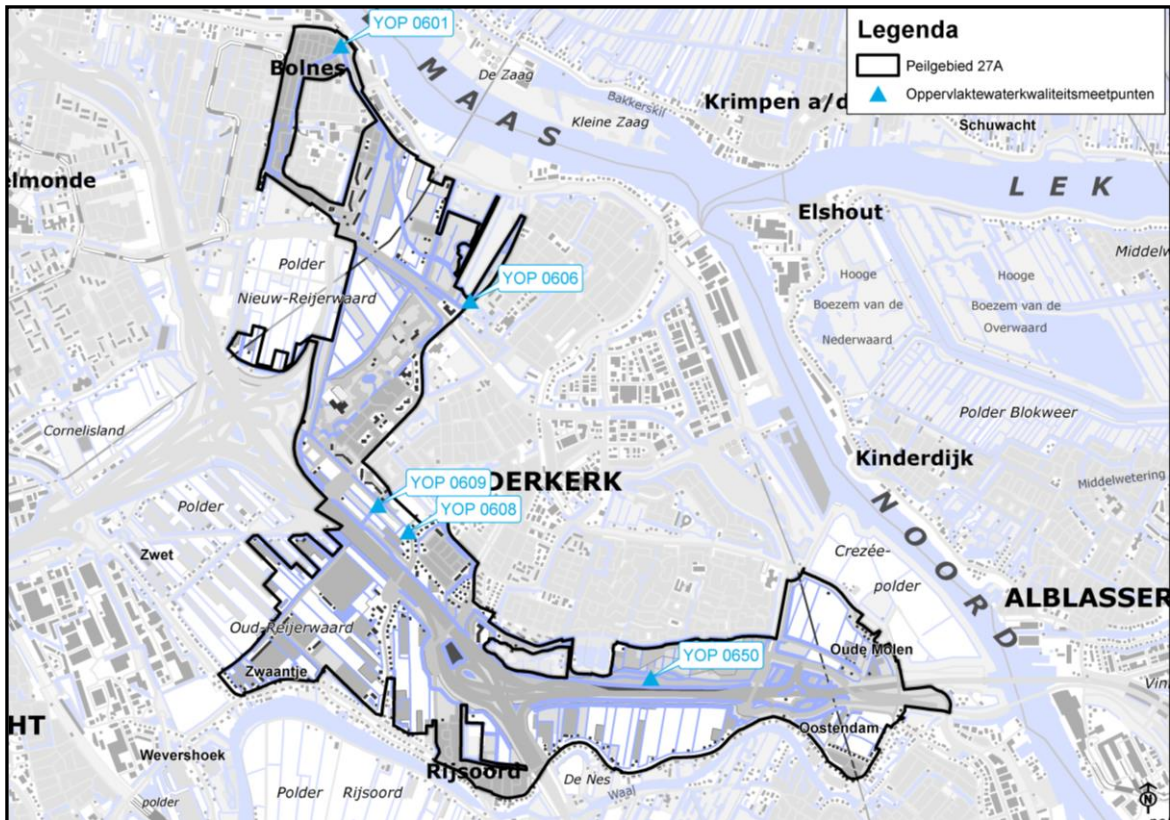 YOP 0601
Legenda
Peilgebied 27A
Oppervlaktewaterkwaliteitsmeetpunten
Bolnes
MAAS
De Zaag
Bakkerskil
Kleine Zaag
Krimpen a/d
Schuwacht
elmonde
LEK
Elshout
Polder
Nieuw-Reijerwaard
YOP 0606
Hooge
Boezem van de
Nederwaard
Hooge
Boezem van de
Overwaard
Middelw
Cornelisland
Polder Blokweer
Kinderdijk
Middelwetering
YOP 0609
DERKERK
YOP 0608
Polder
Zwet
NOORD
Crezée-
polder
ALBLASSER
Oud-Reijerwaard
Zwaantje
YOP 0650
Oude Molen
Oostendam
Vin
HT
Wevershoek
Rijsoord
De Nes
Waal
polder
Polder Rijsoord
N